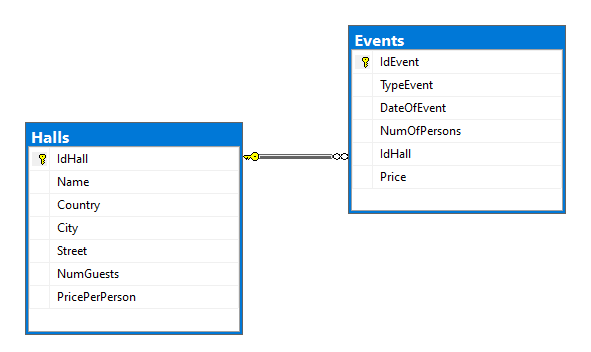 Events
IdEvent
TypeEvent
DateOfEvent
NumOfPersons
IdHall
Price
Halls
IdHall
Name
Country
City
Street
NumGuests
PricePerPerson